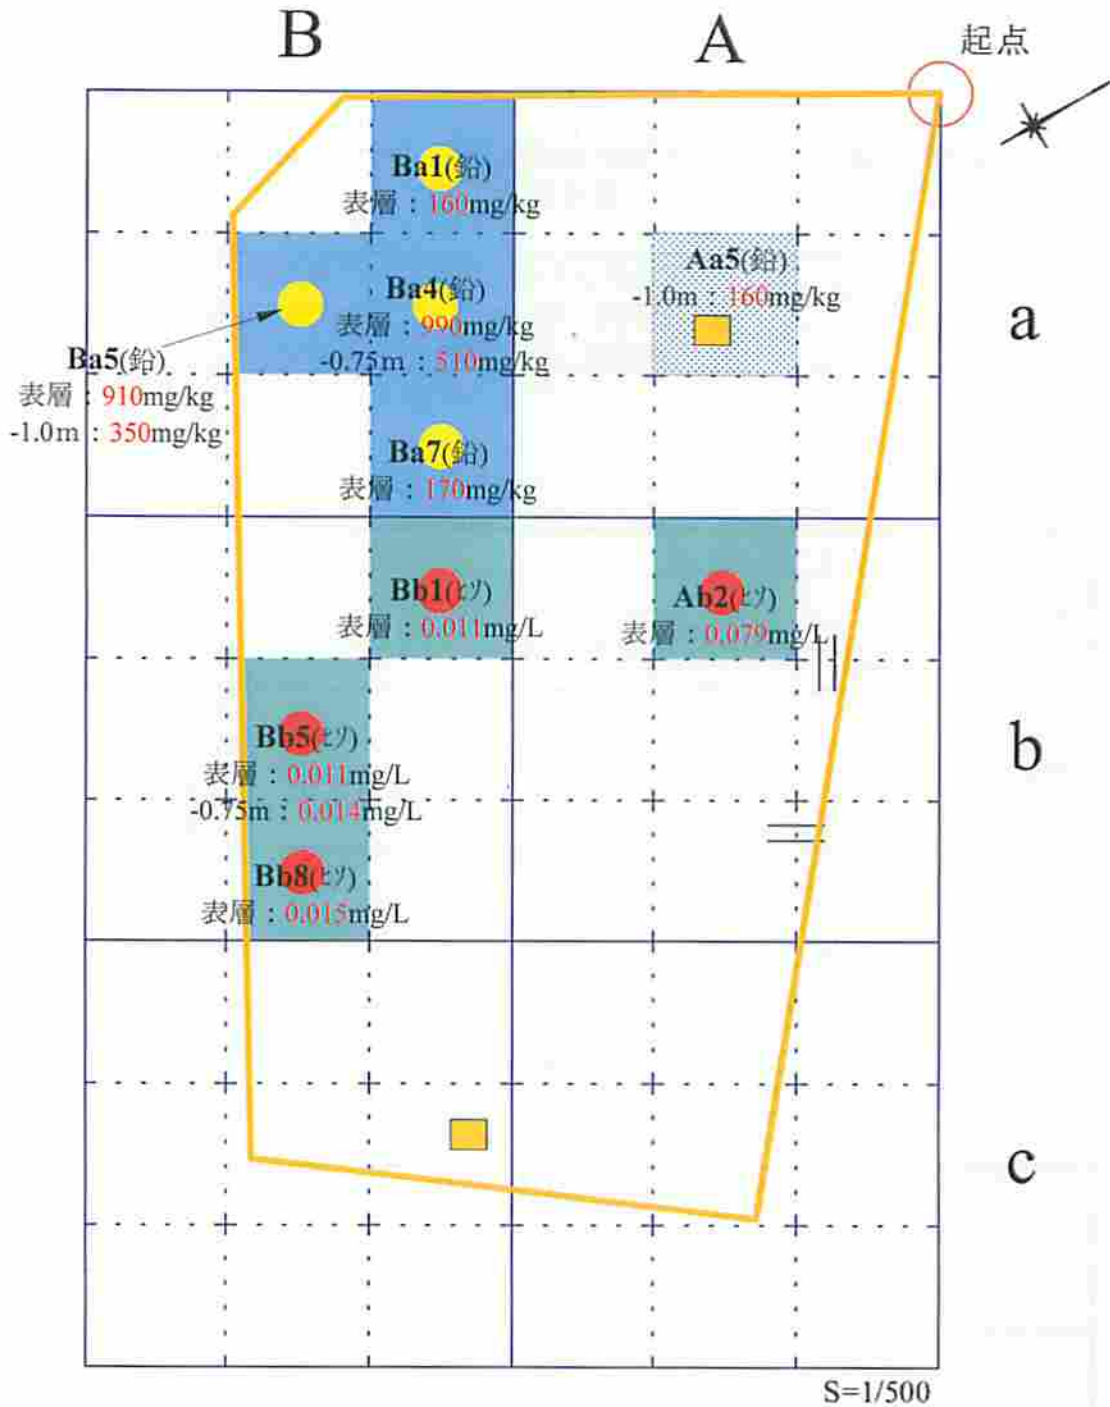 B
A
起点
Ba1(鉛)
表層：160mg/kg
Aa5(鉛)
-1.0m：160mg/kg
Ba4(鉛)
表層：990mg/kg
-0.75m：510mg/kg
a
Ba5(鉛)
表層：910mg/kg
-1.0m：350mg/kg
Ba7(鉛)
表層：170mg/kg
Bb1(ﾋｿ)
表層：0.011mg/L
Ab2(ﾋｿ)
表層：0.079mg/L
Bb5(ﾋｿ)
表層：0.011mg/L
-0.75m：0.014mg/L
b
Bb8(ﾋｿ)
表層：0.015mg/L
c
S=1/500